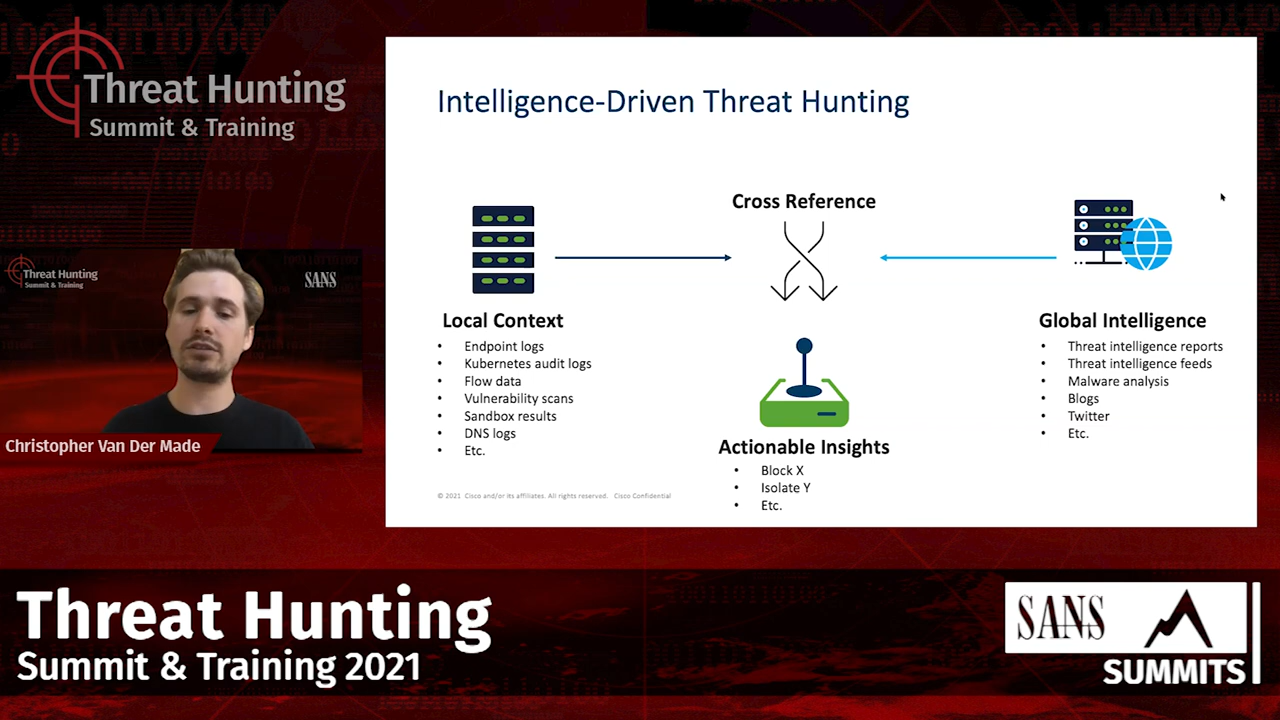 Threat Hunting
Summit & Training
Intelligence-Driven Threat Hunting
Cross Reference
Local Context
• Endpoint logs
• Kubernetes audit logs
• Flow data
• Vulnerability scans
• Sandbox results
• DNS logs
• Etc.
Global Intelligence
• Threat intelligence reports
• Threat intelligence feeds
• Malware analysis
• Blogs
• Twitter
• Etc.
Actionable Insights
• Block X
• Isolate Y
• Etc.
© 2021 Cisco and/or its affiliates. All rights reserved. Cisco Confidential
Threat Hunting
Summit & Training
SANS
Christopher Van Der Made
Threat Hunting
Summit & Training 2021
SANS
SUMMITS